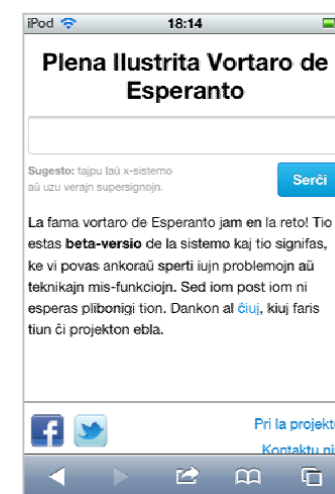 iPod 18:14
Plena Ilustrita Vortaro de
Esperanto
Sugesto: tajpu laŭ x-sistemo
aŭ uzu verajn supersignojn.
Serĉi
La fama vortaro de Esperanto jam en la reto! Tio
estas beta-versio de la sistemo kaj tio signifas,
ke vi povas ankoraŭ sperti iujn problemojn aŭ
teknikajn mis-funkciojn. Sed iom post iom ni
esperas plibonigi tion. Dankon al ĉiuj, kiuj faris
tiun ĉi projekton ebla.
Pri la projekto
Kontaktu